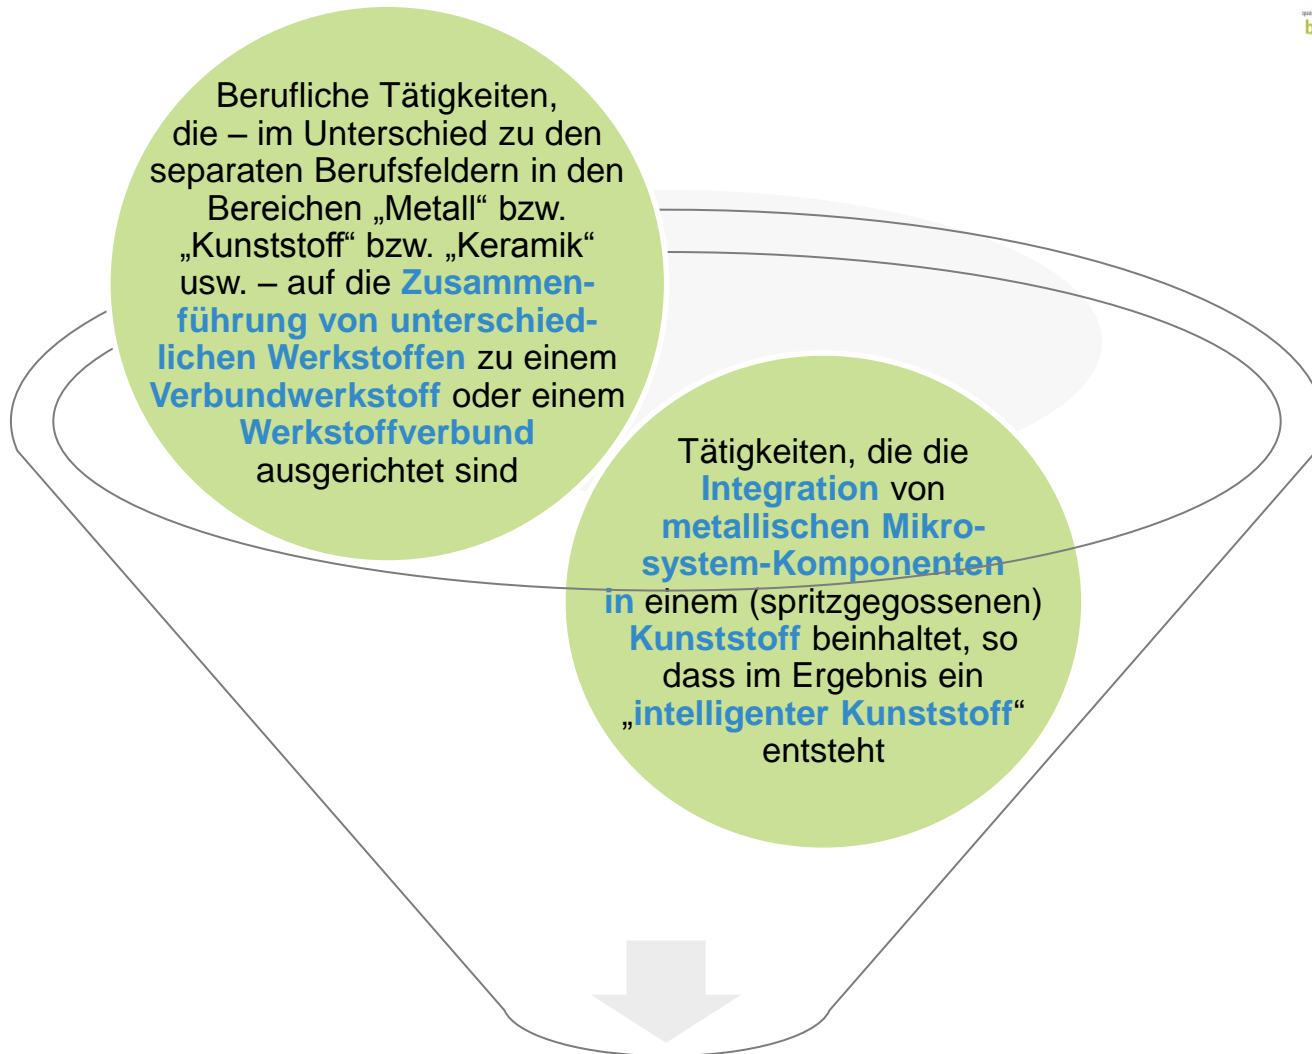 Berufliche Tätigkeiten,
die – im Unterschied zu den
separaten Berufsfeldern in den
Bereichen „Metall“ bzw.
„Kunststoff“ bzw. „Keramik“
usw. – auf die Zusammen-
führung von unterschied-
lichen Werkstoffen zu einem
Verbundwerkstoff oder einem
Werkstoffverbund
ausgerichtet sind
Tätigkeiten, die die
Integration von
metallischen Mikro-
system-Komponenten
in einem (spritzgegossenen)
Kunststoff beinhaltet, so
dass im Ergebnis ein
„intelligenter Kunststoff“
entsteht